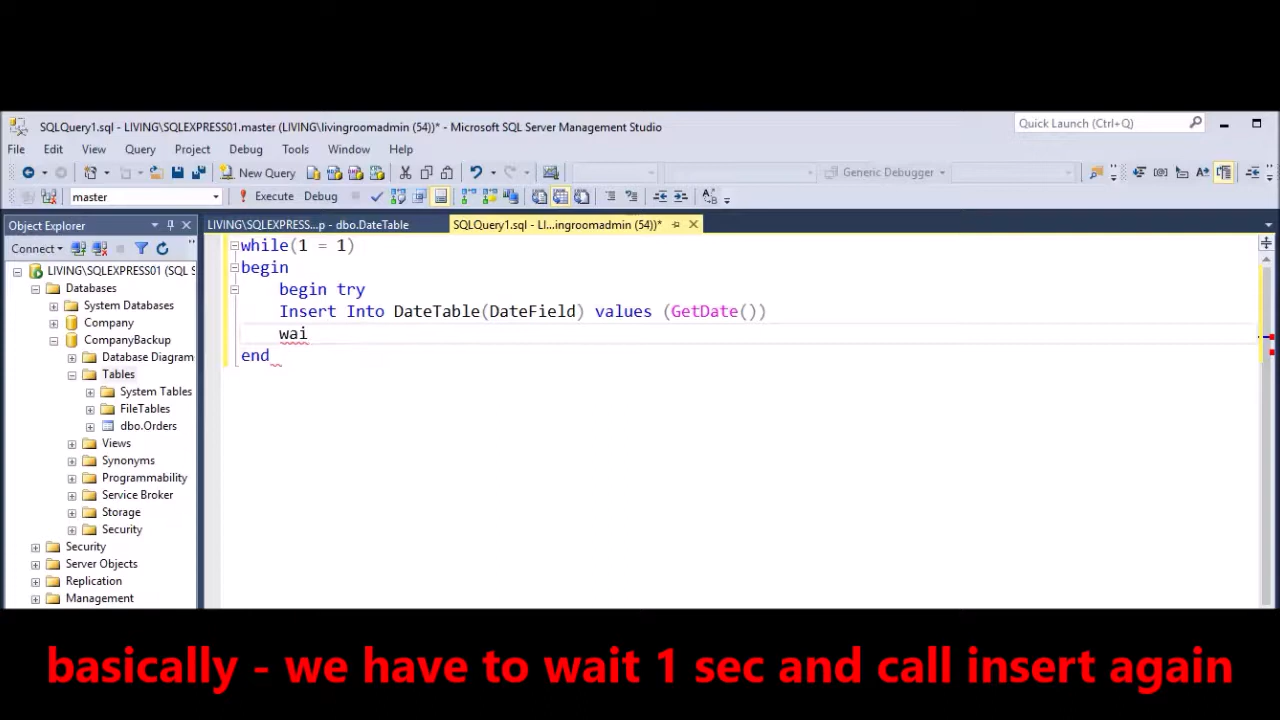 SQLQuery1.sql - LIVING\SQLEXPRESS01.master (LIVING\livingroomadmin (54))* - Microsoft SQL Server Management Studio
Quick Launch (Ctrl+Q)
File Edit View Query Project Debug Tools Window Help
New Query
Generic Debugger
master
Execute Debug
Object Explorer
LIVING\SQLEXPRESS...p - dbo.DateTable
SQLQuery1.sql - LI...ingroomadmin (54))*
Connect
LIVING\SQLEXPRESS01 (SQL S
Databases
System Databases
Company
CompanyBackup
Database Diagram
Tables
System Tables
FileTables
dbo.Orders
Views
Synonyms
Programmability
Service Broker
Storage
Security
Security
Server Objects
Replication
Management
while(1 = 1)
begin
begin try
Insert Into DateTable(DateField) values (GetDate())
wai
end
basically - we have to wait 1 sec and call insert again